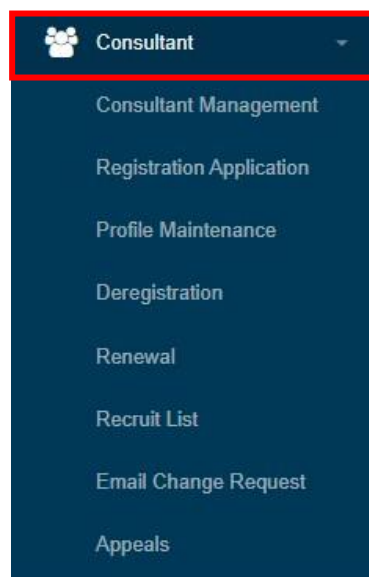 Consultant
Consultant Management
Registration Application
Profile Maintenance
Deregistration
Renewal
Recruit List
Email Change Request
Appeals